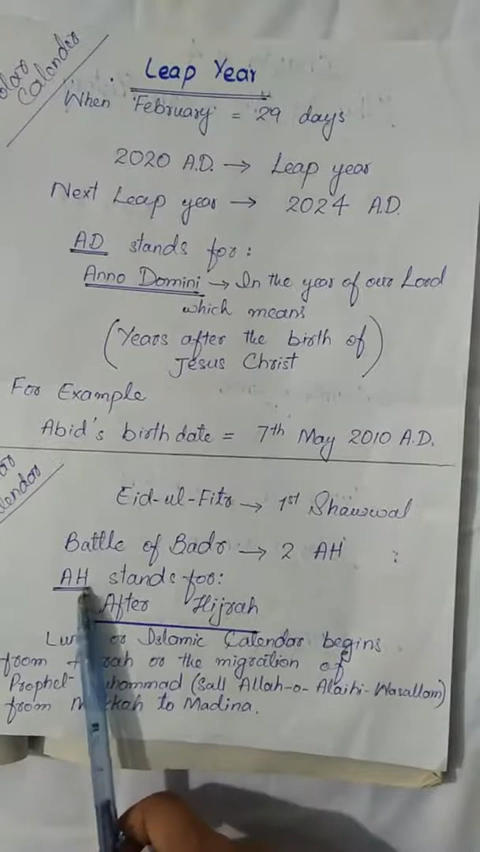 Calendar
Leap Year
When February = 29 days
2020 A.D. → Leap year
Next Leap year → 2024 A.D.
AD stands for:
Anno Domini → In the year of our Lord
which means
(Years after the birth of
Jesus Christ)
For Example
Abid's birth date = 7th May 2010 A.D.
Eid-ul-Fitr → 1st Shawwal
Battle of Badr → 2 AH :
AH stands for:
After Hijrah
or Islamic Calendar begins
from or the migration of
Prophet (Sall Allah-o-Alaihi-Wasallam)
from to Madina.